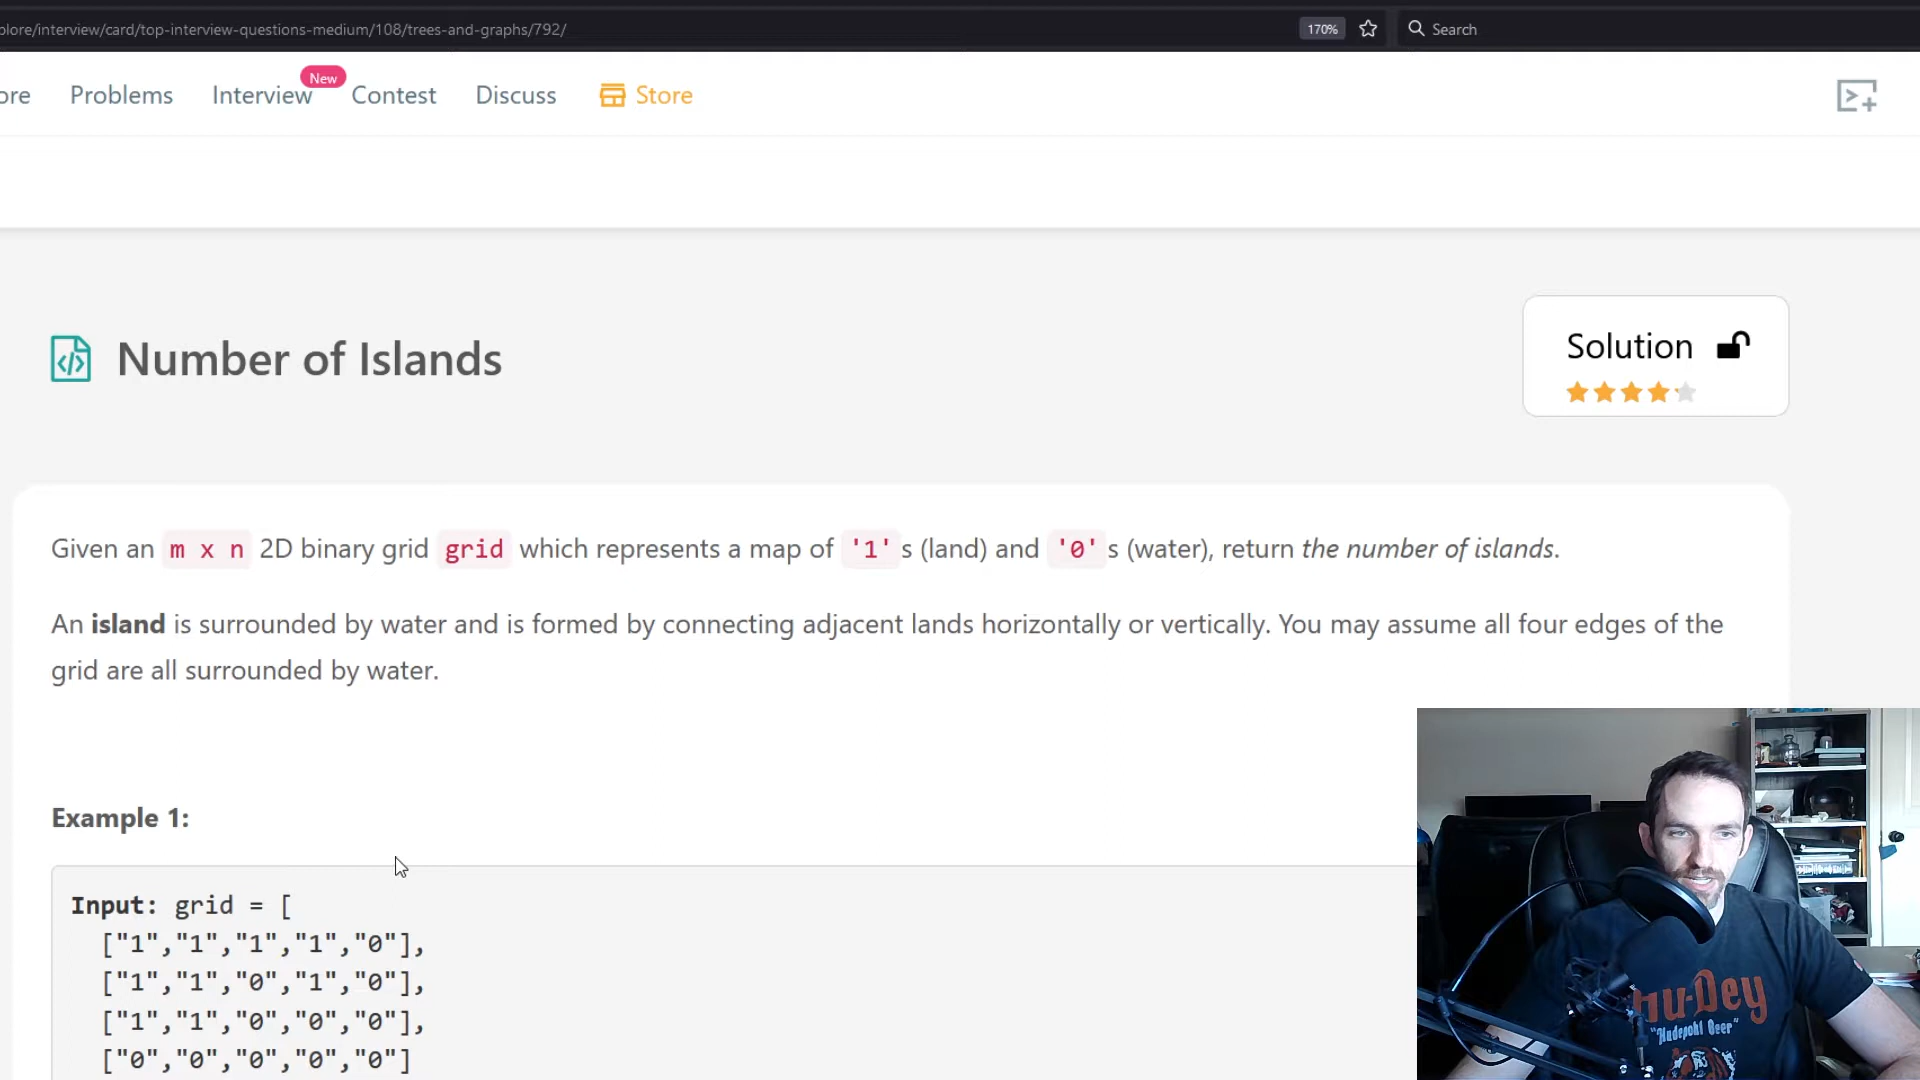 plore/interview/card/top-interview-questions-medium/108/trees-and-graphs/792/
170%
Search
ore
Problems
Interview
New
Contest
Discuss
Store
Number of Islands
Solution
Given an m x n 2D binary grid grid which represents a map of '1's (land) and '0's (water), return the number of islands.
An island is surrounded by water and is formed by connecting adjacent lands horizontally or vertically. You may assume all four edges of the
grid are all surrounded by water.
Example 1:
Input: grid = [
["1","1","1","1","0"],
["1","1","0","1","0"],
["1","1","0","0","0"],
["0","0","0","0","0"]
Hu-Dey
"Hudepohl Beer"